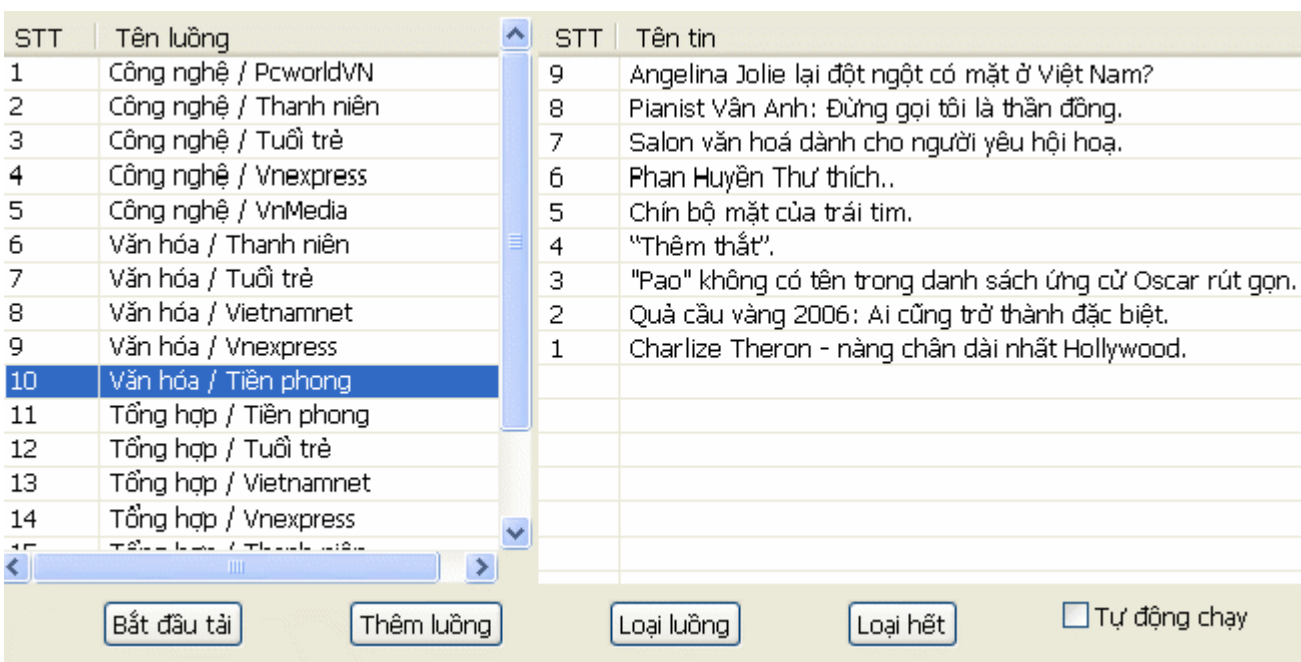 STT Tên luồng
1 Công nghệ / PcworldVN
2 Công nghệ / Thanh niên
3 Công nghệ / Tuổi trẻ
4 Công nghệ / Vnexpress
5 Công nghệ / VnMedia
6 Văn hóa / Thanh niên
7 Văn hóa / Tuổi trẻ
8 Văn hóa / Vietnamnet
9 Văn hóa / Vnexpress
10 Văn hóa / Tiền phong
11 Tổng hợp / Tiền phong
12 Tổng hợp / Tuổi trẻ
13 Tổng hợp / Vietnamnet
14 Tổng hợp / Vnexpress
15 Tổng hợp / Thanh niên
STT Tên tin
9 Angelina Jolie lại đột ngột có mặt ở Việt Nam?
8 Pianist Vân Anh: Đừng gọi tôi là thần đồng.
7 Salon văn hoá dành cho người yêu hội hoạ.
6 Phan Huyền Thư thích..
5 Chín bộ mặt của trái tim.
4 “Thêm thắt”.
3 "Pao" không có tên trong danh sách ứng cử Oscar rút gọn.
2 Quả cầu vàng 2006: Ai cũng trở thành đặc biệt.
1 Charlize Theron - nàng chân dài nhất Hollywood.
Bắt đầu tải Thêm luồng Loại luồng Loại hết Tự động chạy